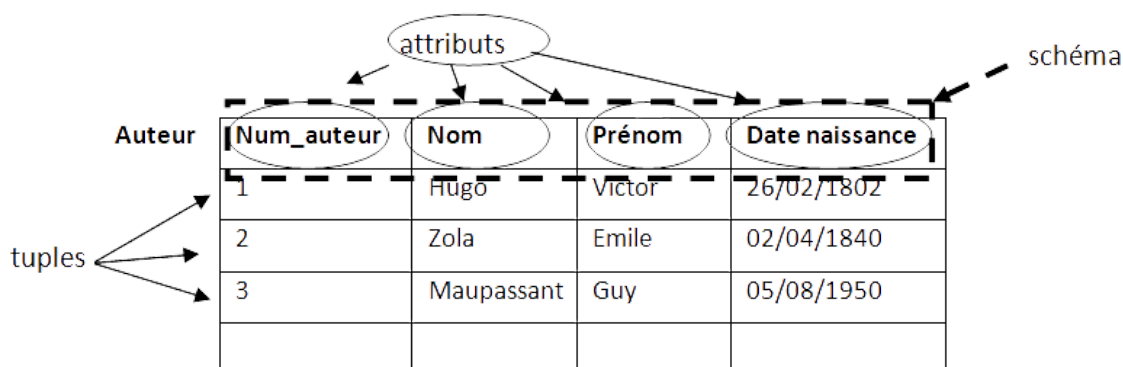 attributs
schéma
Auteur Num_auteur Nom Prénom Date naissance
1 Hugo Victor 26/02/1802
2 Zola Emile 02/04/1840
tuples
3 Maupassant Guy 05/08/1950